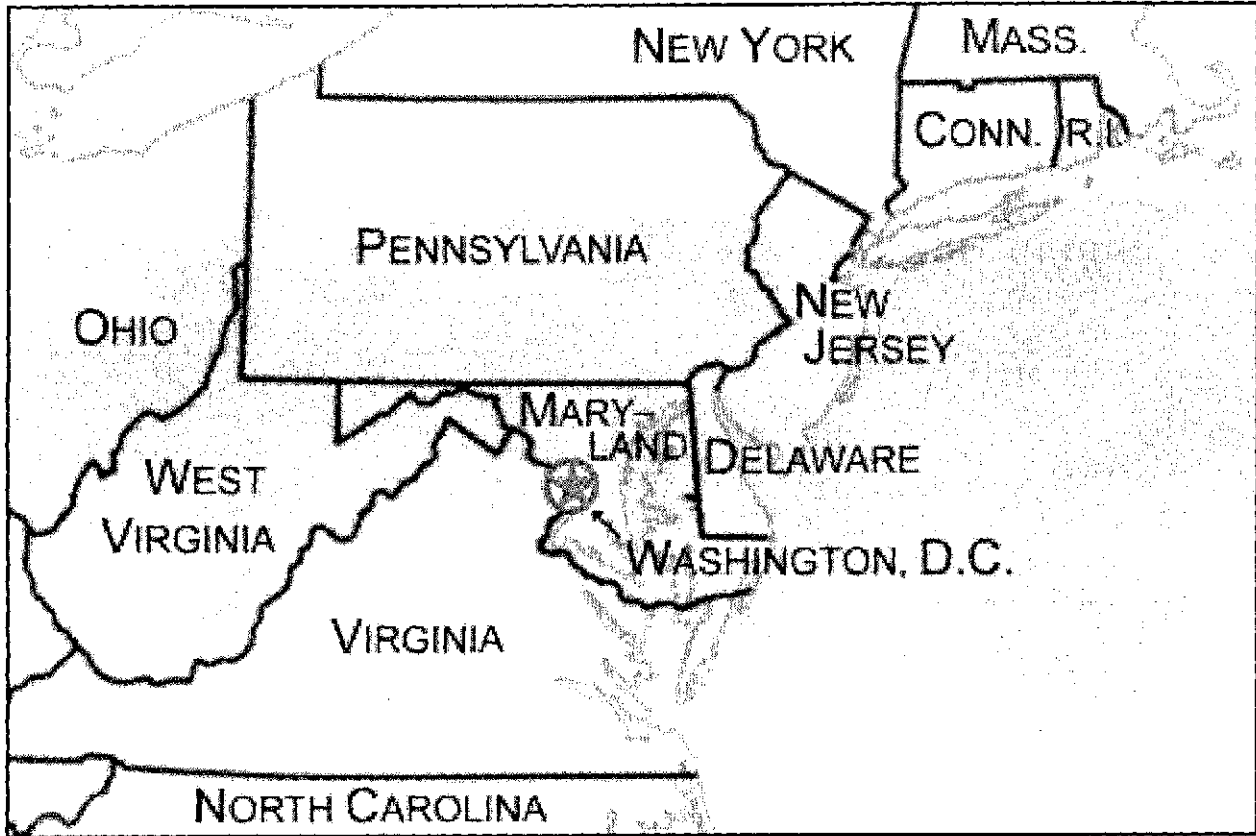 NEW YORK
MASS.
CONN.
R.I.
PENNSYLVANIA
OHIO
NEW
JERSEY
MARY-
LAND
DELAWARE
WEST
VIRGINIA
WASHINGTON, D.C.
VIRGINIA
NORTH CAROLINA